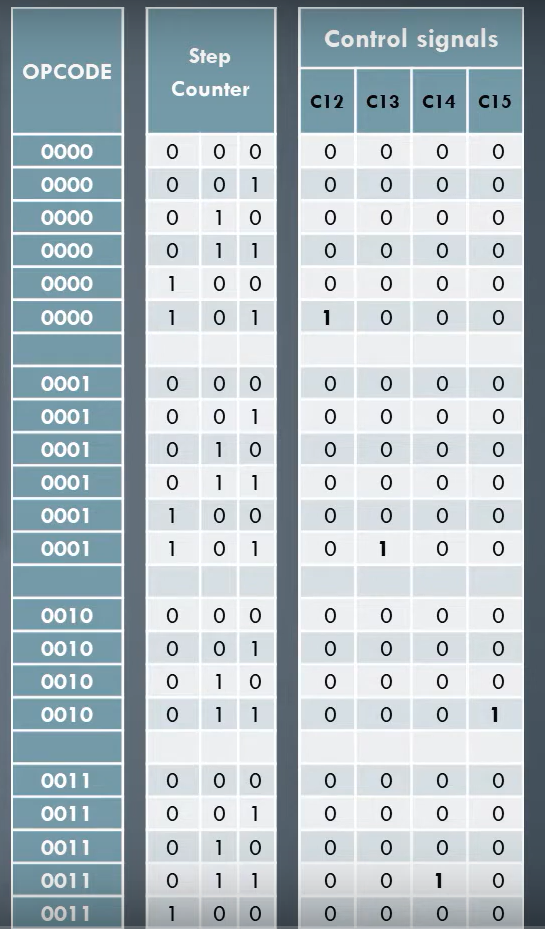 OPCODE Step Counter Control signals
C12 C13 C14 C15
0000 0 0 0 0 0 0 0
0000 0 0 1 0 0 0 0
0000 0 1 0 0 0 0 0
0000 0 1 1 0 0 0 0
0000 1 0 0 0 0 0 0
0000 1 0 1 1 0 0 0
0001 0 0 0 0 0 0 0
0001 0 0 1 0 0 0 0
0001 0 1 0 0 0 0 0
0001 0 1 1 0 0 0 0
0001 1 0 0 0 0 0 0
0001 1 0 1 0 1 0 0
0010 0 0 0 0 0 0 0
0010 0 0 1 0 0 0 0
0010 0 1 0 0 0 0 0
0010 0 1 1 0 0 0 1
0011 0 0 0 0 0 0 0
0011 0 0 1 0 0 0 0
0011 0 1 0 0 0 0 0
0011 0 1 1 0 0 1 0
0011 1 0 0 0 0 0 0